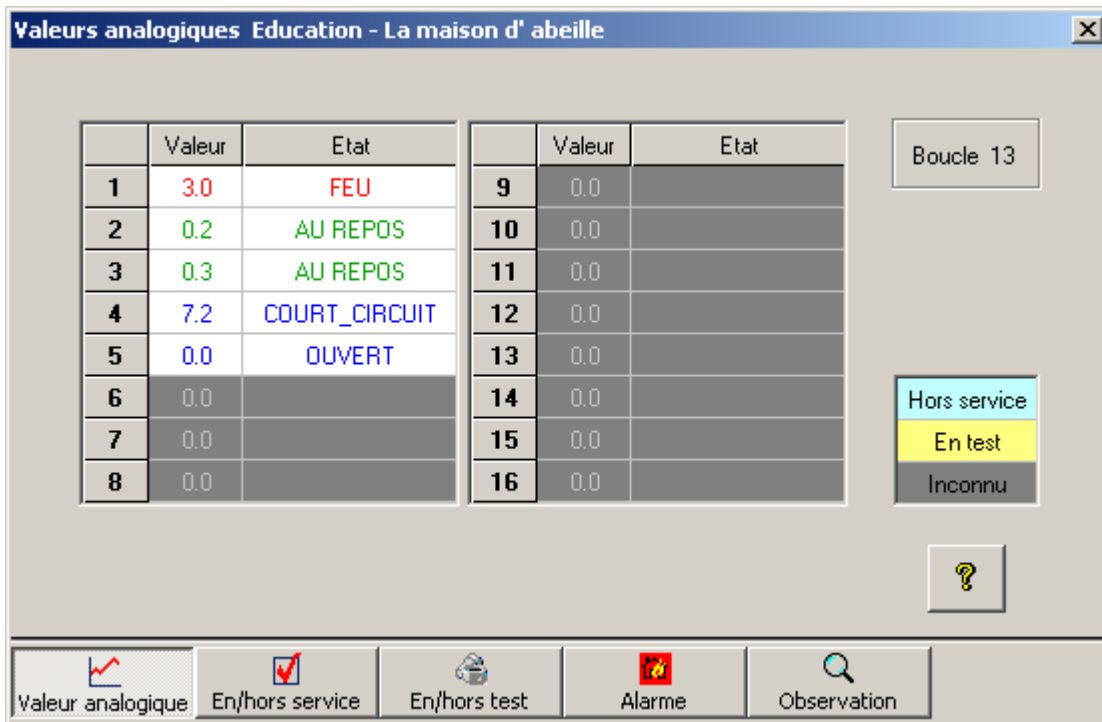 Valeurs analogiques Education - La maison d' abeille
Valeur Etat
1 3.0 FEU
2 0.2 AU REPOS
3 0.3 AU REPOS
4 7.2 COURT_CIRCUIT
5 0.0 OUVERT
6 0.0
7 0.0
8 0.0
Valeur Etat
9 0.0
10 0.0
11 0.0
12 0.0
13 0.0
14 0.0
15 0.0
16 0.0
Boucle 13
Hors service
En test
Inconnu
?
Valeur analogique En/hors service En/hors test Alarme Observation